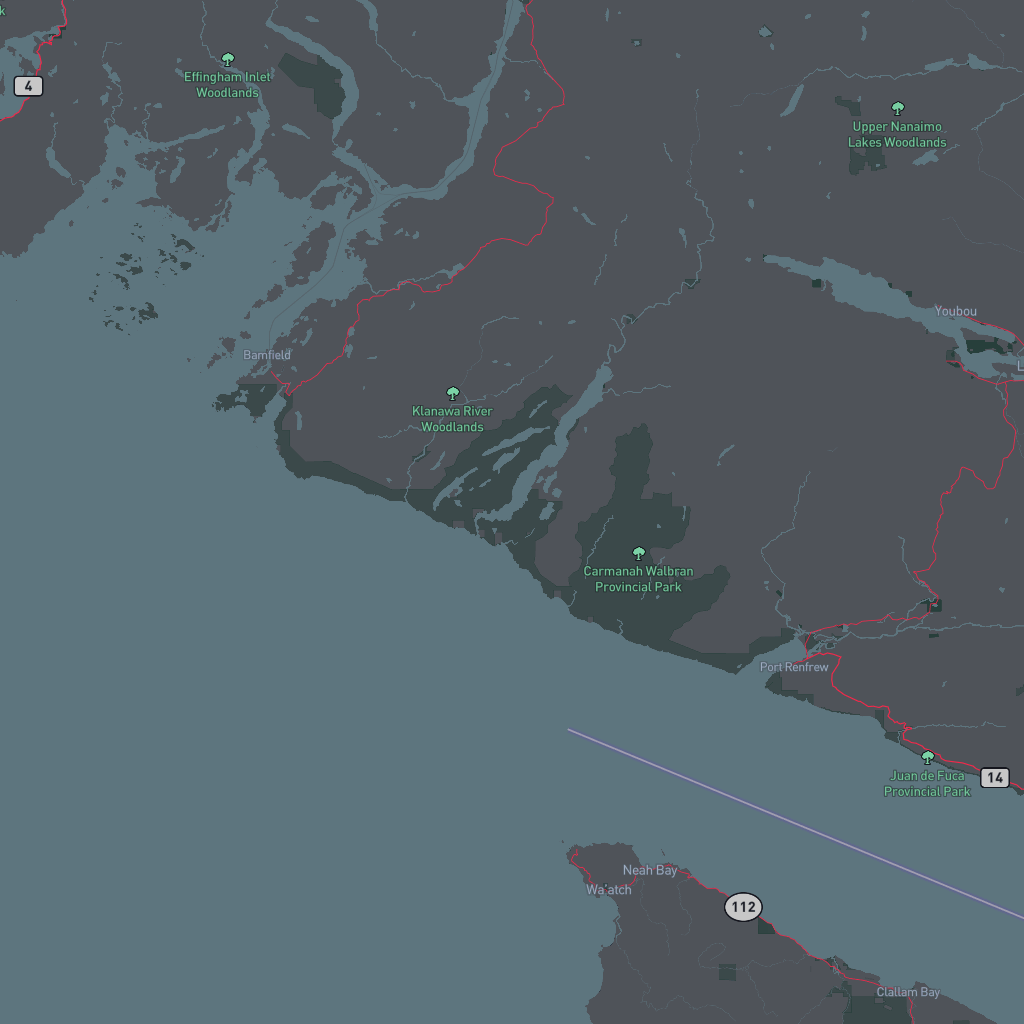 k
4
Effingham Inlet
Woodlands
Upper Nanaimo
Lakes Woodlands
Youbou
L
Bamfield
Klanawa River
Woodlands
Carmanah Walbran
Provincial Park
Port Renfrew
Juan de Fuca
Provincial Park
14
Neah Bay
Wa'atch
112
Clallam Bay